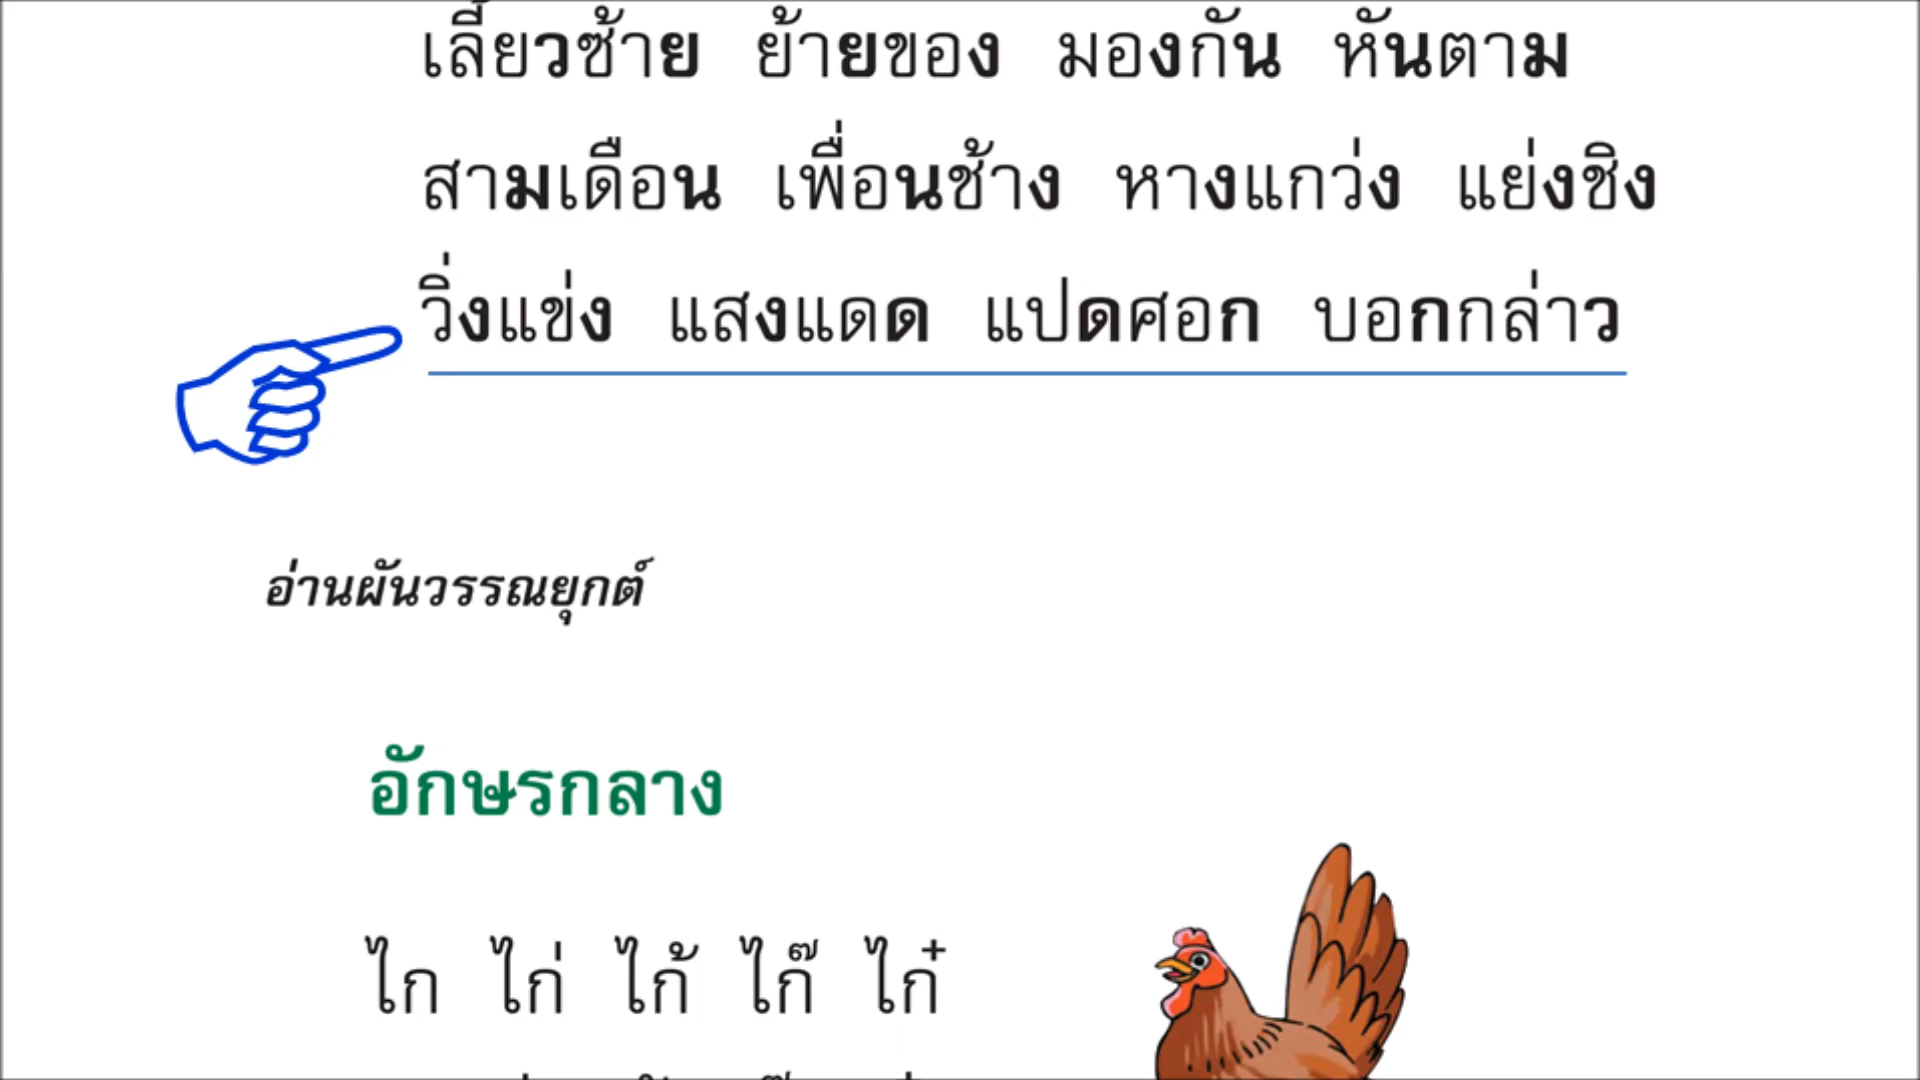 เลี้ยวซ้าย ย้ายของ มองกัน หันตาม
สามเดือน เพื่อนช้าง หางแกว่ง แย่งชิง
วิ่งแข่ง แสงแดด แปดศอก บอกกล่าว
อ่านผันวรรณยุกต์
อักษรกลาง
ไก ไก่ ไก้ ไก๊ ไก๋